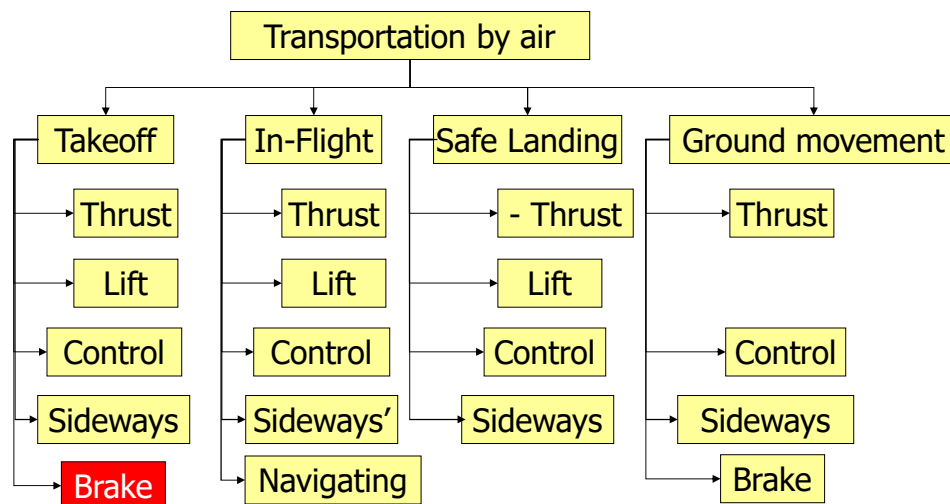 Transportation by air
Takeoff
In-Flight
Safe Landing
Ground movement
Thrust
Thrust
- Thrust
Thrust
Lift
Lift
Lift
Control
Control
Control
Control
Sideways
Sideways’
Sideways
Sideways
Brake
Navigating
Brake